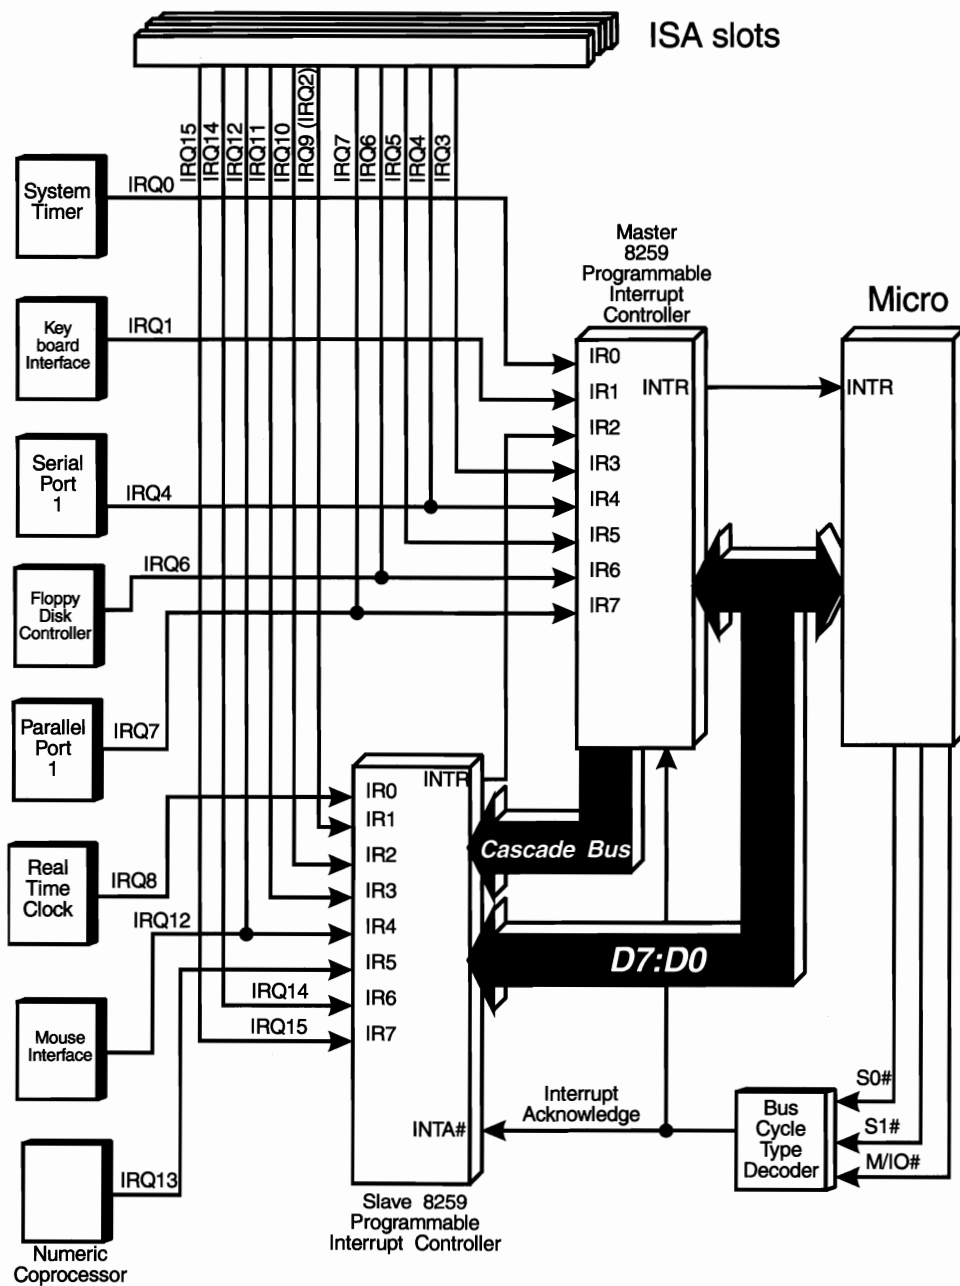 ISA slots
IRQ15
IRQ14
IRQ12
IRQ11
IRQ10
IRQ9 (IRQ2)
IRQ7
IRQ6
IRQ5
IRQ4
IRQ3
System
Timer
IRQ0
Key
board
Interface
IRQ1
Serial
Port
1
IRQ4
Floppy
Disk
Controller
IRQ6
Parallel
Port
1
IRQ7
Real
Time
Clock
IRQ8
Mouse
Interface
IRQ12
Numeric
Coprocessor
IRQ13
IRQ14
IRQ15
Master
8259
Programmable
Interrupt
Controller
IR0
IR1
IR2
IR3
IR4
IR5
IR6
IR7
INTR
Micro
INTR
INTR
IR0
IR1
IR2
IR3
IR4
IR5
IR6
IR7
INTA#
Slave 8259
Programmable
Interrupt Controller
Cascade Bus
D7:D0
Interrupt
Acknowledge
Bus
Cycle
Type
Decoder
S0#
S1#
M/IO#